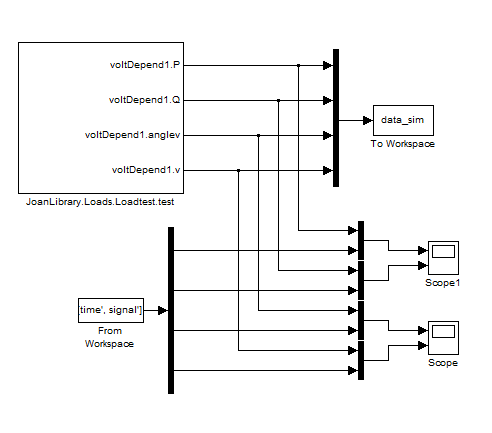 voltDepend1.P
voltDepend1.Q
voltDepend1.anglev
voltDepend1.v
JoanLibrary.Loads.Loadtest.test
data_sim
To Workspace
time', signal']
From
Workspace
Scope1
Scope